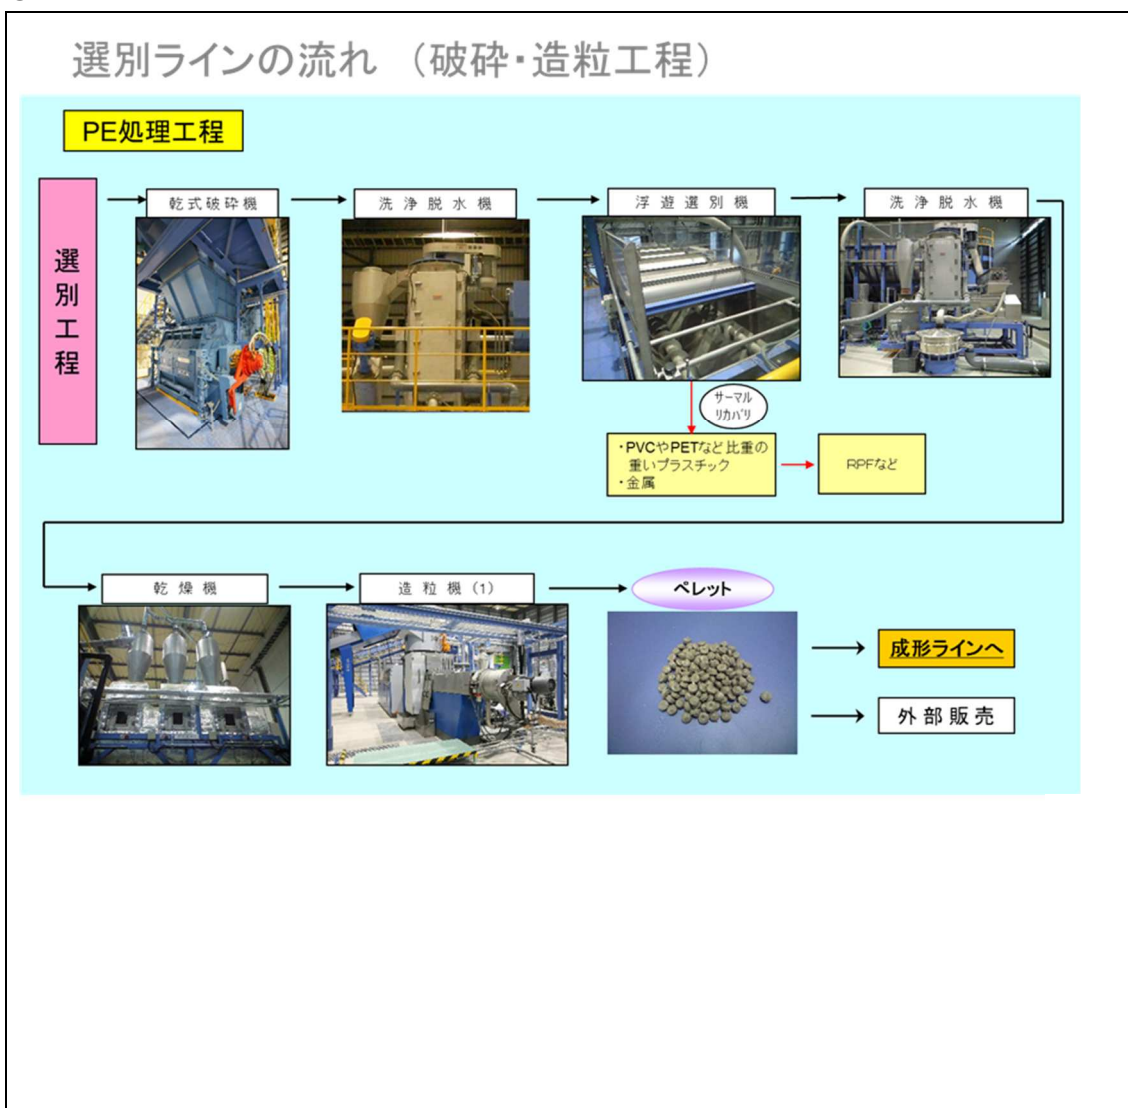 選別ラインの流れ （破砕・造粒工程）
PE処理工程
選別工程
乾式破砕機
洗浄脱水機
浮遊選別機
洗浄脱水機
サーマル
リカバリ
・PVCやPETなど比重の
重いプラスチック
・金属
RPFなど
乾燥機
造粒機(1)
ペレット
成形ラインへ
外部販売